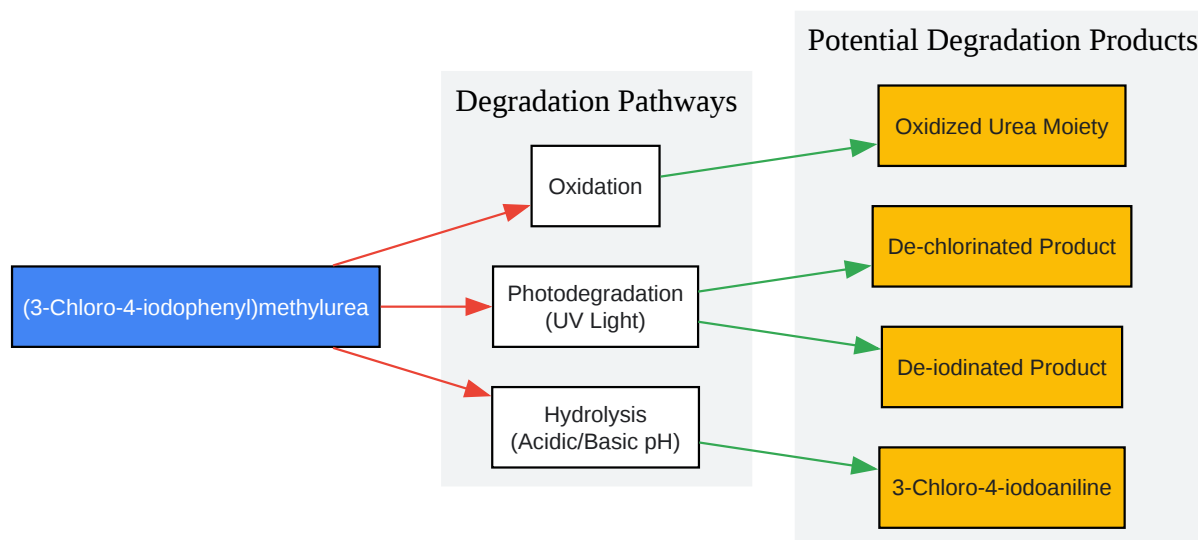 Potential Degradation Products
Degradation Pathways
Oxidized Urea Moiety
Oxidation
De-chlorinated Product
(3-Chloro-4-iodophenyl)methylurea
Photodegradation
(UV Light)
De-iodinated Product
Hydrolysis
(Acidic/Basic pH)
3-Chloro-4-iodoaniline